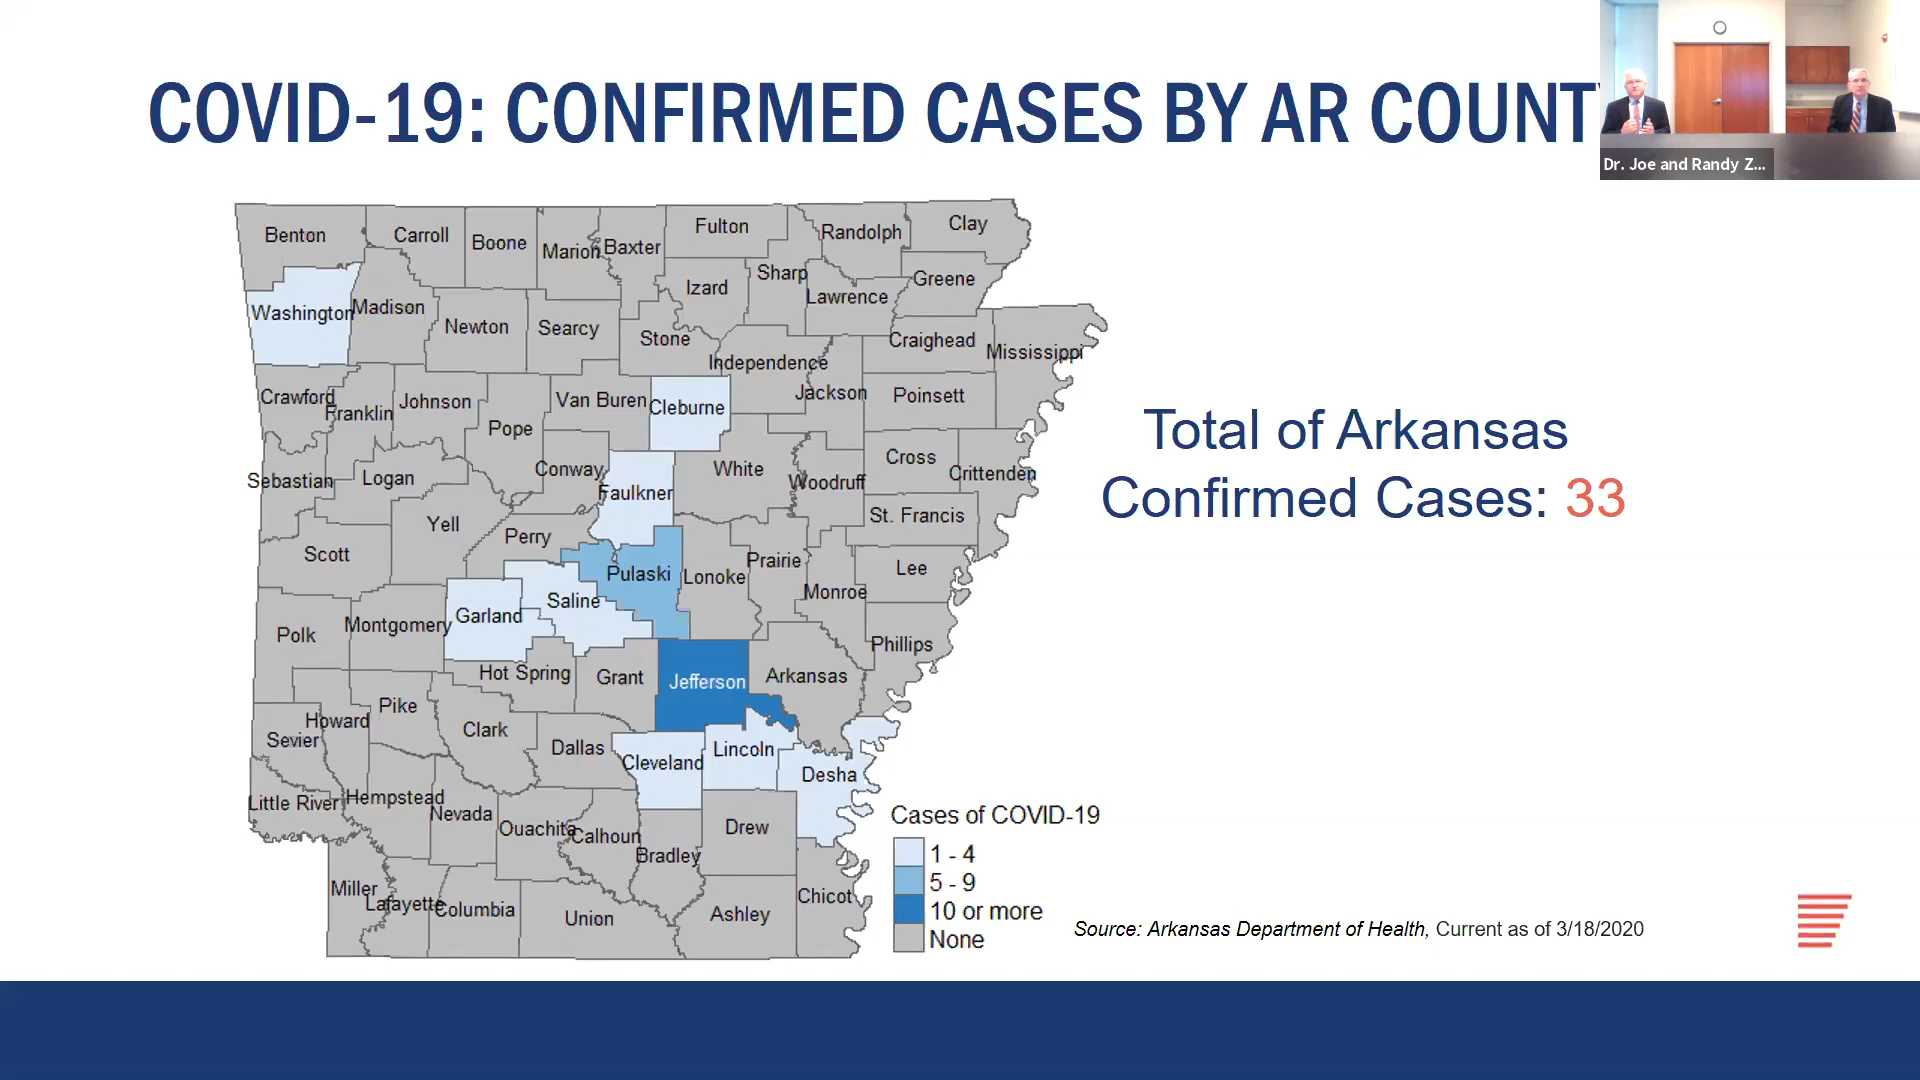 COVID-19: CONFIRMED CASES BY AR COUNT
Dr. Joe and Randy Z...
Benton
Carroll
Boone
Marion
Baxter
Fulton
Randolph
Clay
Izard
Sharp
Greene
Lawrence
Washington
Madison
Newton
Searcy
Stone
Independence
Craighead
Mississippi
Crawford
Franklin
Johnson
Pope
Van Buren
Cleburne
Jackson
Poinsett
Sebastian
Logan
Conway
Faulkner
White
Woodruff
Cross
Crittenden
St. Francis
Yell
Perry
Scott
Pulaski
Lonoke
Prairie
Monroe
Lee
Garland
Saline
Polk
Montgomery
Phillips
Hot Spring
Grant
Jefferson
Arkansas
Howard
Pike
Sevier
Clark
Dallas
Cleveland
Lincoln
Desha
Little River
Hempstead
Nevada
Ouachita
Calhoun
Bradley
Drew
Miller
Lafayette
Columbia
Union
Ashley
Chicot
Total of Arkansas
Confirmed Cases: 33
Cases of COVID-19
1 - 4
5 - 9
10 or more
None
Source: Arkansas Department of Health, Current as of 3/18/2020